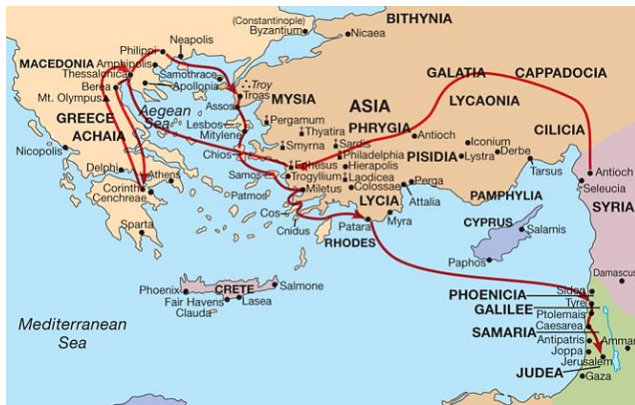 (Constantinople)
Byzantium
BITHYNIA
Nicaea
Neapolis
Philippi
MACEDONIA
Amphipolis
Thessalonica
Samothrace
Apollonia
Berea
Mt. Olympus
Troy
Troas
Assos
MYSIA
ASIA
GALATIA
CAPPADOCIA
LYCAONIA
Aegean
Sea
GREECE
ACHAIA
Lesbos
Mitylene
Pergamum
Thyatira
PHRYGIA
Antioch
CILICIA
Nicopolis
Chios
Smyrna
Sardis
Philadelphia
PISIDIA
Iconium
Lystra
Derbe
Tarsus
Antioch
Seleucia
Delphi
Athens
Corinth
Cenchreae
Samos
Ephesus
Trogyllium
Hierapolis
Laodicea
Colossae
Miletus
Patmos
Perga
Attalia
PAMPHYLIA
SYRIA
Sparta
Cos
Cnidus
LYCIA
Patara
Myra
RHODES
CYPRUS
Salamis
Paphos
Phoenix
CRETE
Salmone
Fair Havens
Lasea
Clauda
Damascus
Mediterranean
Sea
Sidon
PHOENICIA
Tyre
GALILEE
Ptolemais
Caesarea
SAMARIA
Antipatris
Amman
Joppa
Jerusalem
JUDEA
Gaza